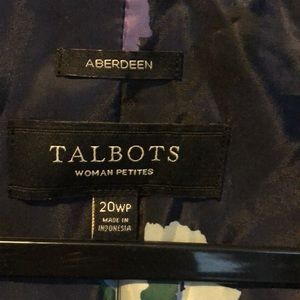 ABERDEEN
TALBOTS
WOMAN PETITES
20WP
MADE IN
INDONESIA